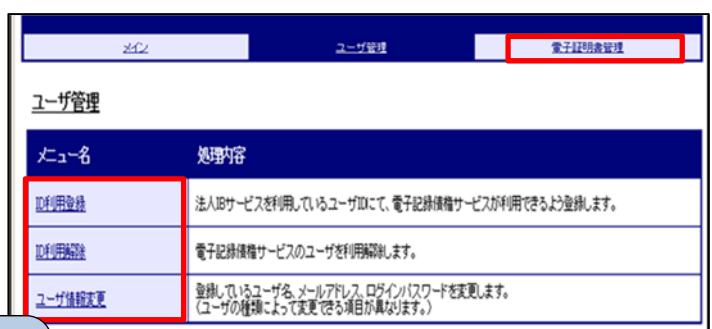 メイン
ユーザ管理
電子証明書管理
ユーザ管理
メニュー名
処理内容
ID利用登録
法人IBサービスを利用しているユーザIDにて、電子記録債権サービスが利用できるよう登録します。
ID利用解除
電子記録債権サービスのユーザを利用解除します。
ユーザ情報変更
登録しているユーザ名、メールアドレス、ログインパスワードを変更します。
（ユーザの種類によって変更できる項目が異なります。）